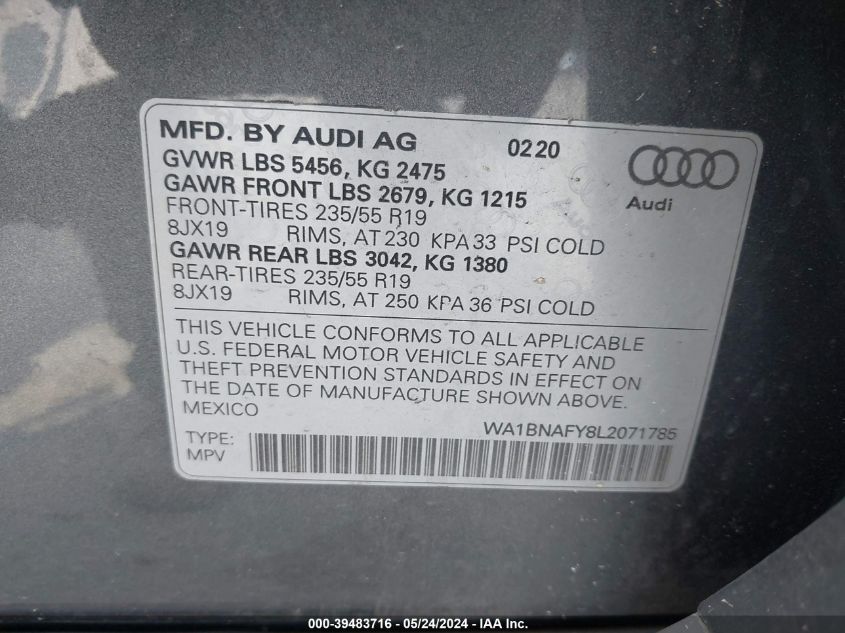 MFD. BY AUDI AG 0220
GVWR LBS 5456, KG 2475
GAWR FRONT LBS 2679, KG 1215
Audi
FRONT-TIRES 235/55 R19
8JX19 RIMS, AT 230 KPA 33 PSI COLD
GAWR REAR LBS 3042, KG 1380
REAR-TIRES 235/55 R19
8JX19 RIMS, AT 250 KPA 36 PSI COLD
THIS VEHICLE CONFORMS TO ALL APPLICABLE
U.S. FEDERAL MOTOR VEHICLE SAFETY AND
THEFT PREVENTION STANDARDS IN EFFECT ON
THE DATE OF MANUFACTURE SHOWN ABOVE.
MEXICO
WA1BNAFY8L2071785
TYPE:
MPV
000-39483716 - 05/24/2024 - IAA Inc.